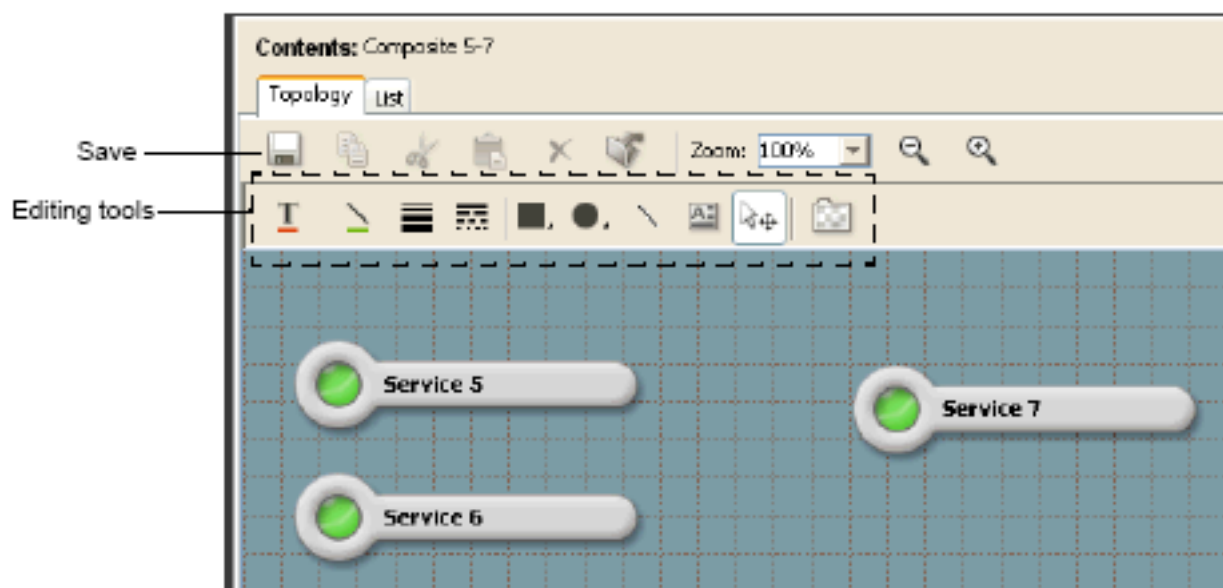 Contents: Composite 5-7
Topology List
Save
Zoom: 100%
Editing tools
T
A
Service 5
Service 7
Service 6